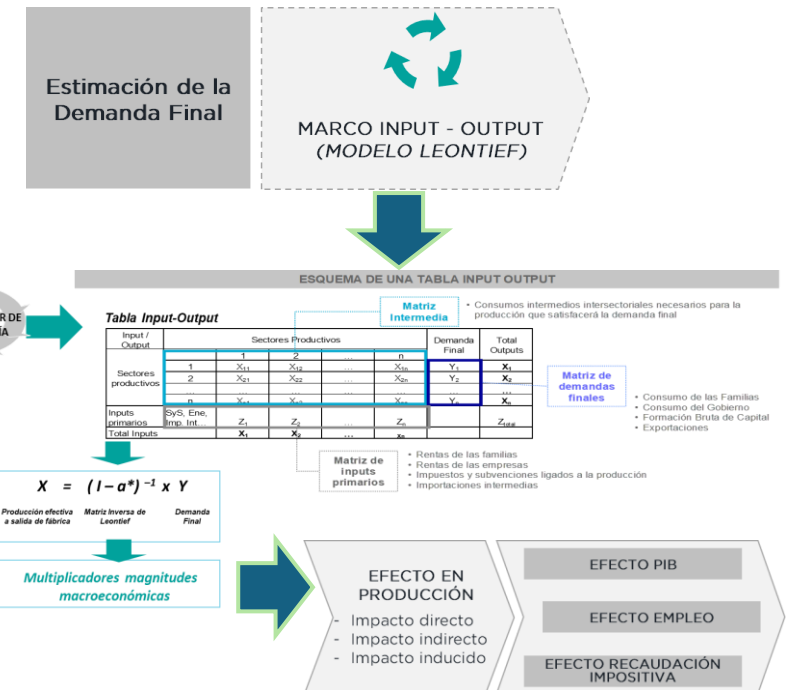 Estimación de la
Demanda Final
MARCO INPUT - OUTPUT
(MODELO LEONTIEF)
ESQUEMA DE UNA TABLA INPUT OUTPUT
R DE
ÍA
Tabla Input-Output
Matriz
Intermedia
• Consumos intermedios intersectoriales necesarios para la
producción que satisfacerá la demanda final
Input /
Output
Sectores Productivos
Demanda
Final
Total
Outputs
1 2 ... n
Sectores
productivos
1 X11 X12 ... X1n Y1 X1
2 X21 X22 ... X2n Y2 X2
... ... ... ... ... ... ...
n Xn
Inputs
primarios
SyS, Ene,
Imp. Int...
Z1 Z2 ... Zn Ztotal
Total Inputs X1 X2 ... Xn
Matriz de
demandas
finales
• Consumo de las Familias
• Consumo del Gobierno
• Formación Bruta de Capital
• Exportaciones
Matriz de
inputs
primarios
• Rentas de las familias
• Rentas de las empresas
• Impuestos y subvenciones ligados a la producción
• Importaciones intermedias
X = ( I – a*) –1 x Y
Producción efectiva
a salida de fábrica
Matriz Inversa de
Leontief
Demanda
Final
Multiplicadores magnitudes
macroeconómicas
EFECTO EN
PRODUCCIÓN
- Impacto directo
- Impacto indirecto
- Impacto inducido
EFECTO PIB
EFECTO EMPLEO
EFECTO RECAUDACIÓN
IMPOSITIVA